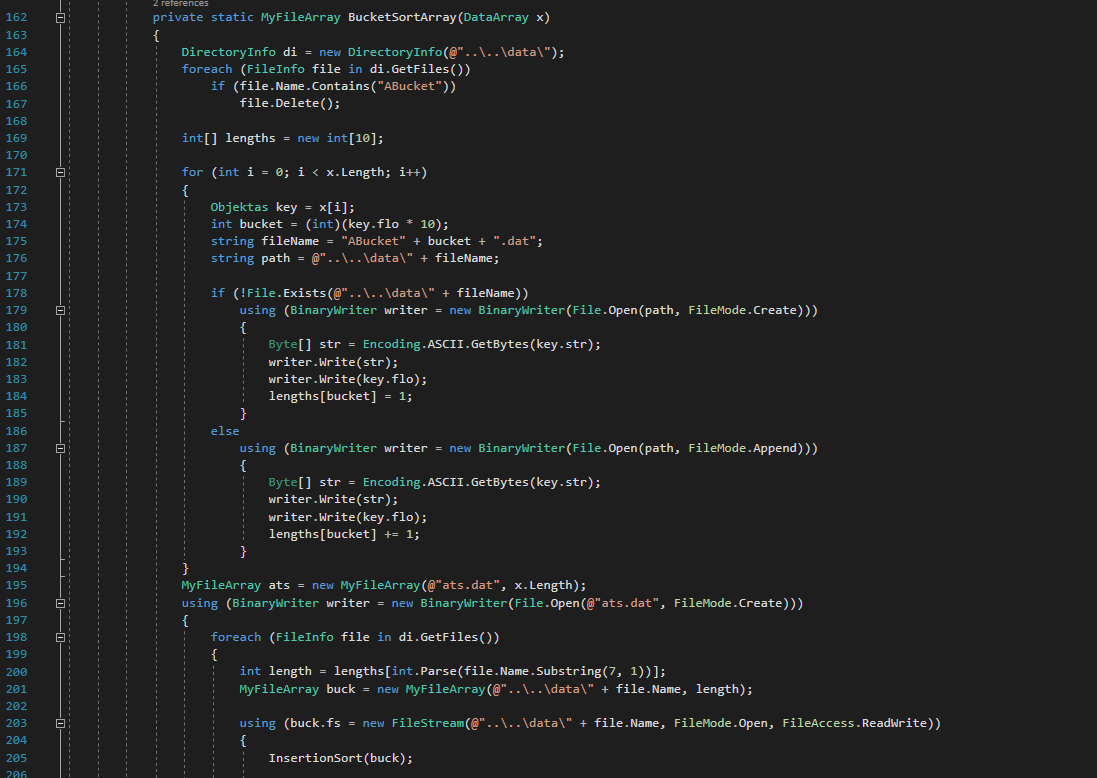 2 references
162 private static MyFileArray BucketSortArray(DataArray x)
163 {
164 DirectoryInfo di = new DirectoryInfo(@"..\..\data\");
165 foreach (FileInfo file in di.GetFiles())
166 if (file.Name.Contains("ABucket"))
167 file.Delete();
168
169 int[] lengths = new int[10];
170
171 for (int i = 0; i < x.Length; i++)
172 {
173 Objektas key = x[i];
174 int bucket = (int)(key.flo * 10);
175 string fileName = "ABucket" + bucket + ".dat";
176 string path = @"..\..\data\" + fileName;
177
178 if (!File.Exists(@"..\..\data\" + fileName))
179 using (BinaryWriter writer = new BinaryWriter(File.Open(path, FileMode.Create)))
180 {
181 Byte[] str = Encoding.ASCII.GetBytes(key.str);
182 writer.Write(str);
183 writer.Write(key.flo);
184 lengths[bucket] = 1;
185 }
186 else
187 using (BinaryWriter writer = new BinaryWriter(File.Open(path, FileMode.Append)))
188 {
189 Byte[] str = Encoding.ASCII.GetBytes(key.str);
190 writer.Write(str);
191 writer.Write(key.flo);
192 lengths[bucket] += 1;
193 }
194 }
195 MyFileArray ats = new MyFileArray(@"ats.dat", x.Length);
196 using (BinaryWriter writer = new BinaryWriter(File.Open(@"ats.dat", FileMode.Create)))
197 {
198 foreach (FileInfo file in di.GetFiles())
199 {
200 int length = lengths[int.Parse(file.Name.Substring(7, 1))];
201 MyFileArray buck = new MyFileArray(@"..\..\data\" + file.Name, length);
202
203 using (buck.fs = new FileStream(@"..\..\data\" + file.Name, FileMode.Open, FileAccess.ReadWrite))
204 {
205 InsertionSort(buck);
206